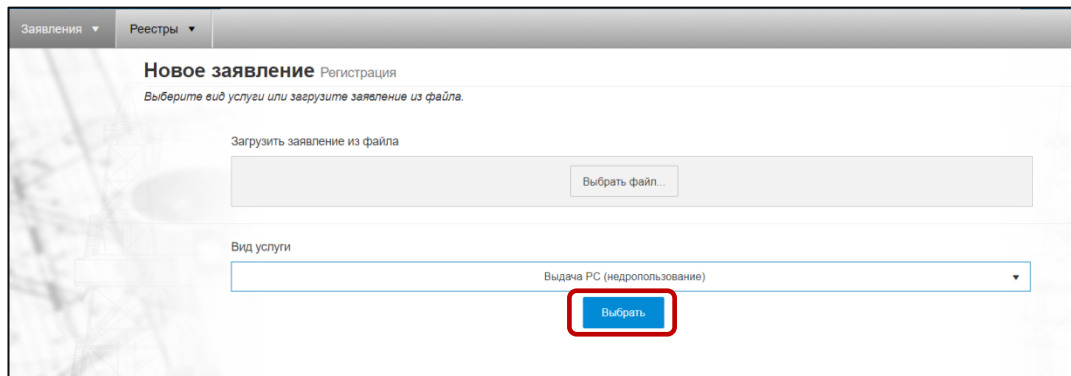 Заявления Реестры
Новое заявление Регистрация
Выберите вид услуги или загрузите заявление из файла.
Загрузить заявление из файла
Выбрать файл...
Вид услуги
Выдача РС (недропользование)
Выбрать